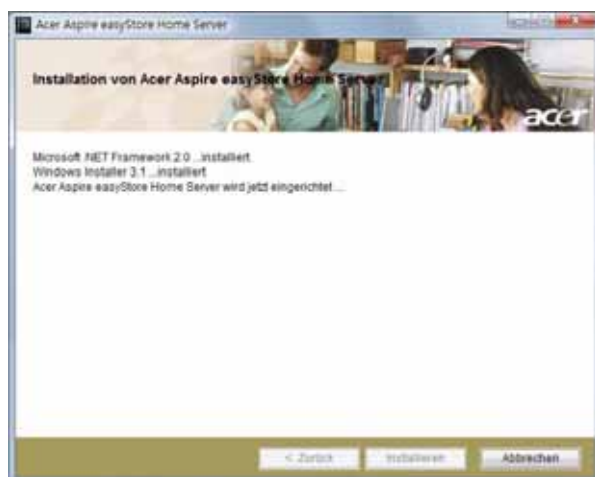 Acer Aspire easyStore Home Server
Installation von Acer Aspire easyStore Home Server
acer
Microsoft .NET Framework 2.0 ...installiert.
Windows Installer 3.1 ...installiert
Acer Aspire easyStore Home Server wird jetzt eingerichtet ...
< Zurück
Installieren
Abbrechen